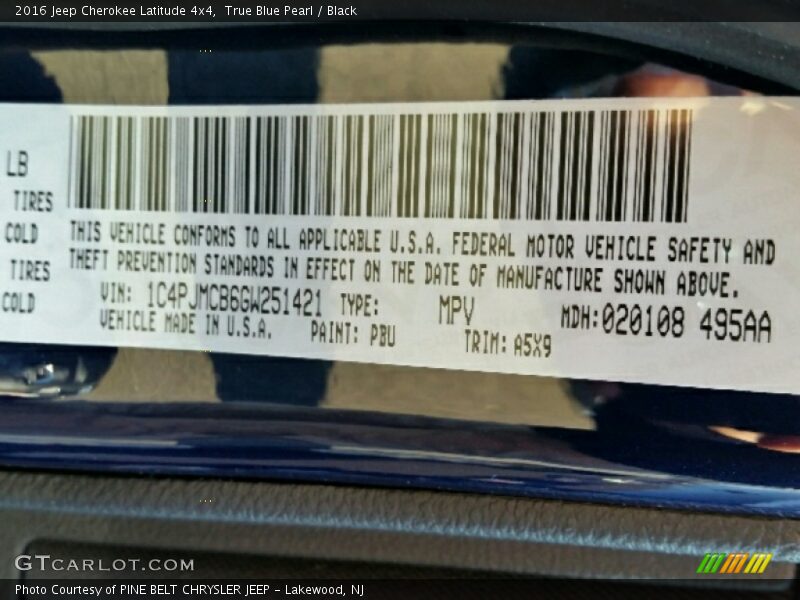 2016 Jeep Cherokee Latitude 4x4,  True Blue Pearl / Black
LB
TIRES
COLD
TIRES
COLD
THIS VEHICLE CONFORMS TO ALL APPLICABLE U.S.A. FEDERAL MOTOR VEHICLE SAFETY AND
THEFT PREVENTION STANDARDS IN EFFECT ON THE DATE OF MANUFACTURE SHOWN ABOVE.
VIN: 1C4PJMCB6GW251421 TYPE: MPV MDH:020108 495AA
VEHICLE MADE IN U.S.A. PAINT: PBU TRIM: A5X9
GTCARLOT.COM
Photo Courtesy of PINE BELT CHRYSLER JEEP - Lakewood, NJ